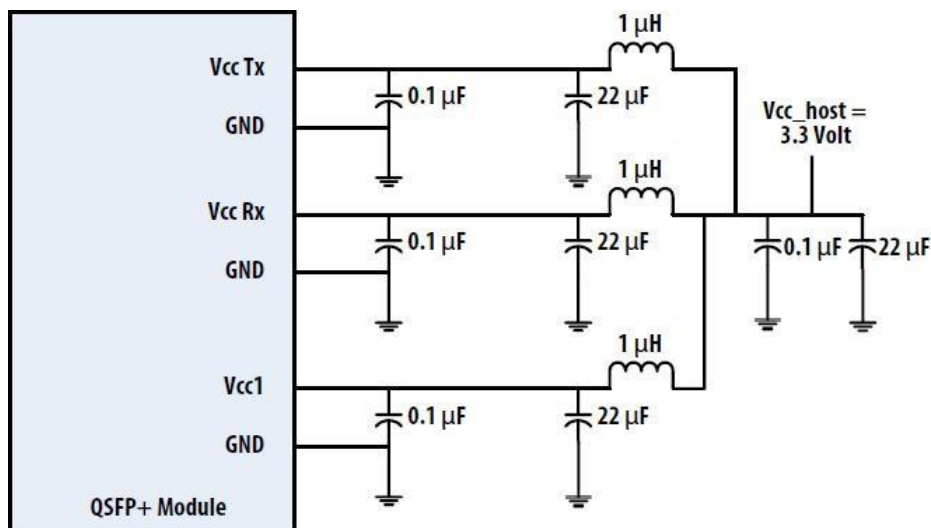 1 μH
Vcc Tx
0.1 μF
22 μF
GND
Vcc_host =
3.3 Volt
1 μH
Vcc Rx
0.1 μF
22 μF
0.1 μF
22 μF
GND
1 μH
Vcc1
0.1 μF
22 μF
GND
QSFP+ Module